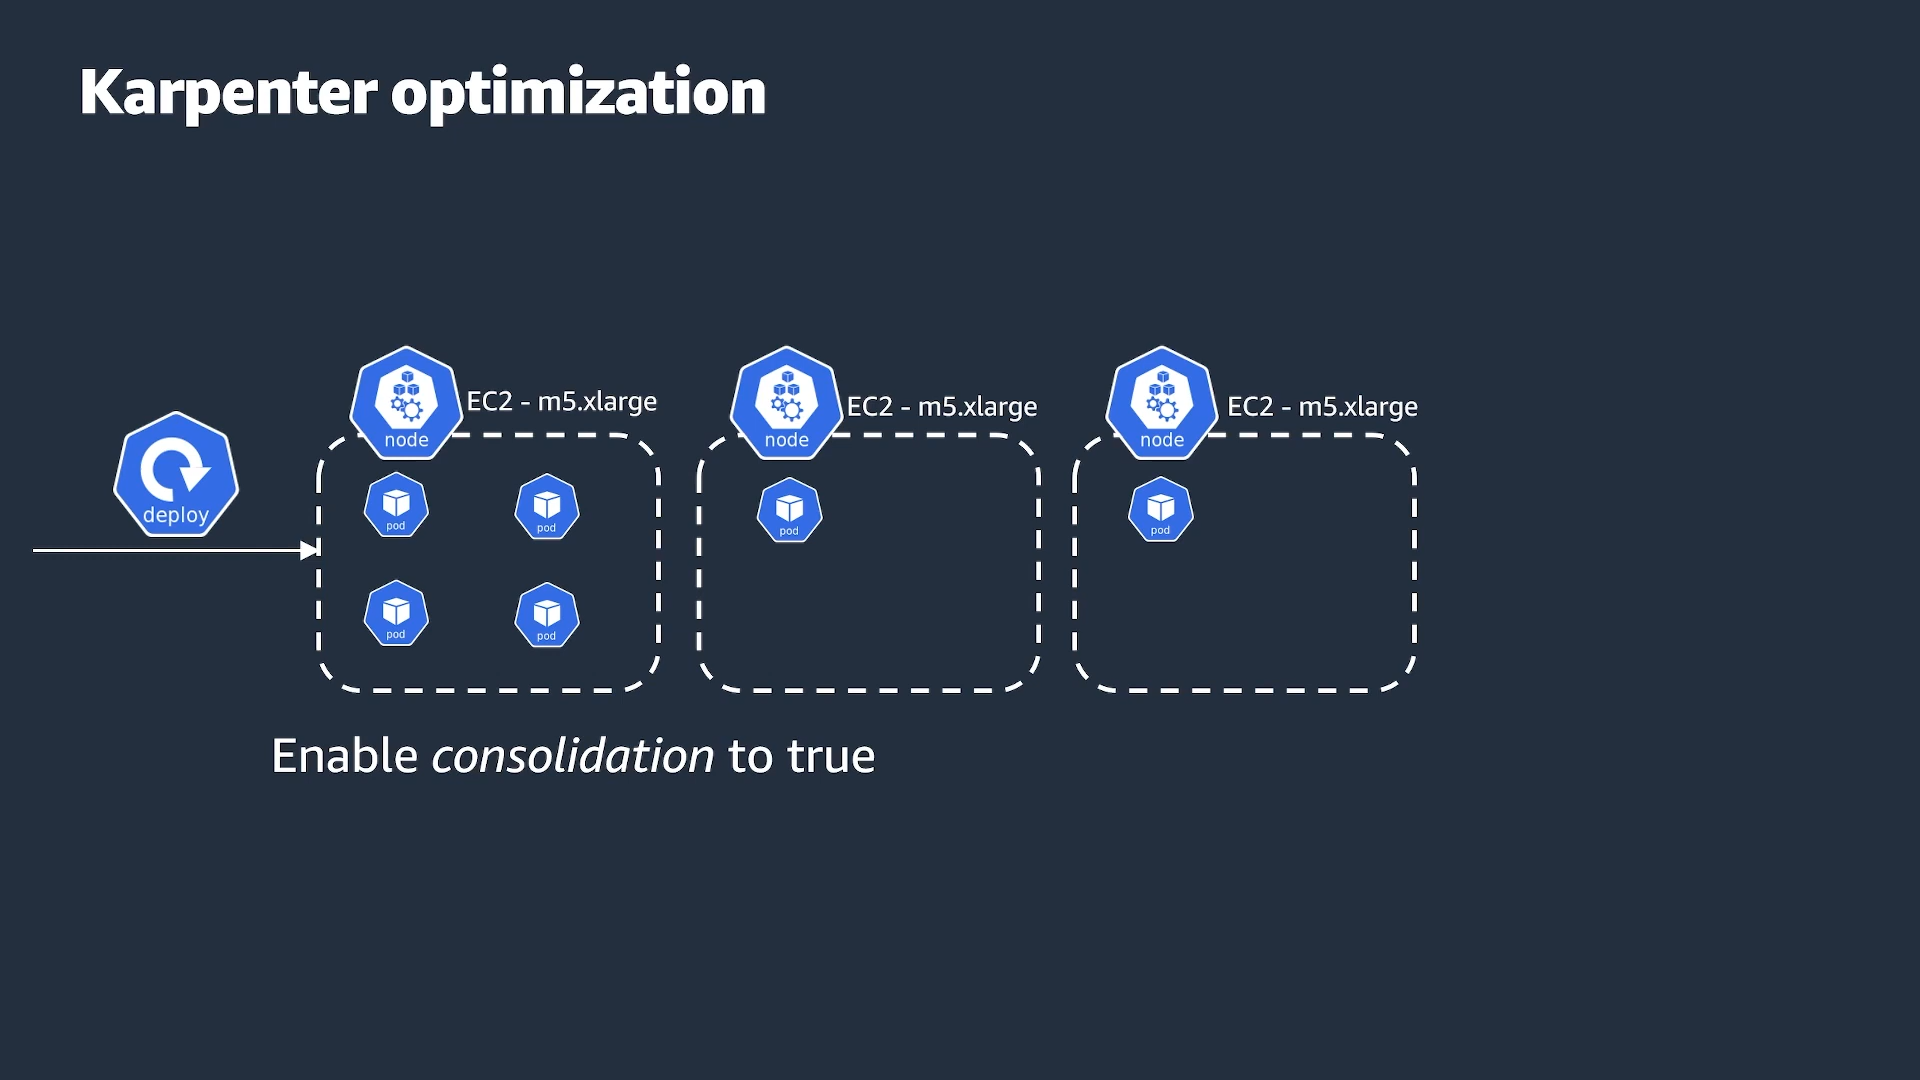 Karpenter optimization
EC2 - m5.xlarge
EC2 - m5.xlarge
EC2 - m5.xlarge
node
node
node
deploy
pod
pod
pod
pod
pod
pod
Enable consolidation to true